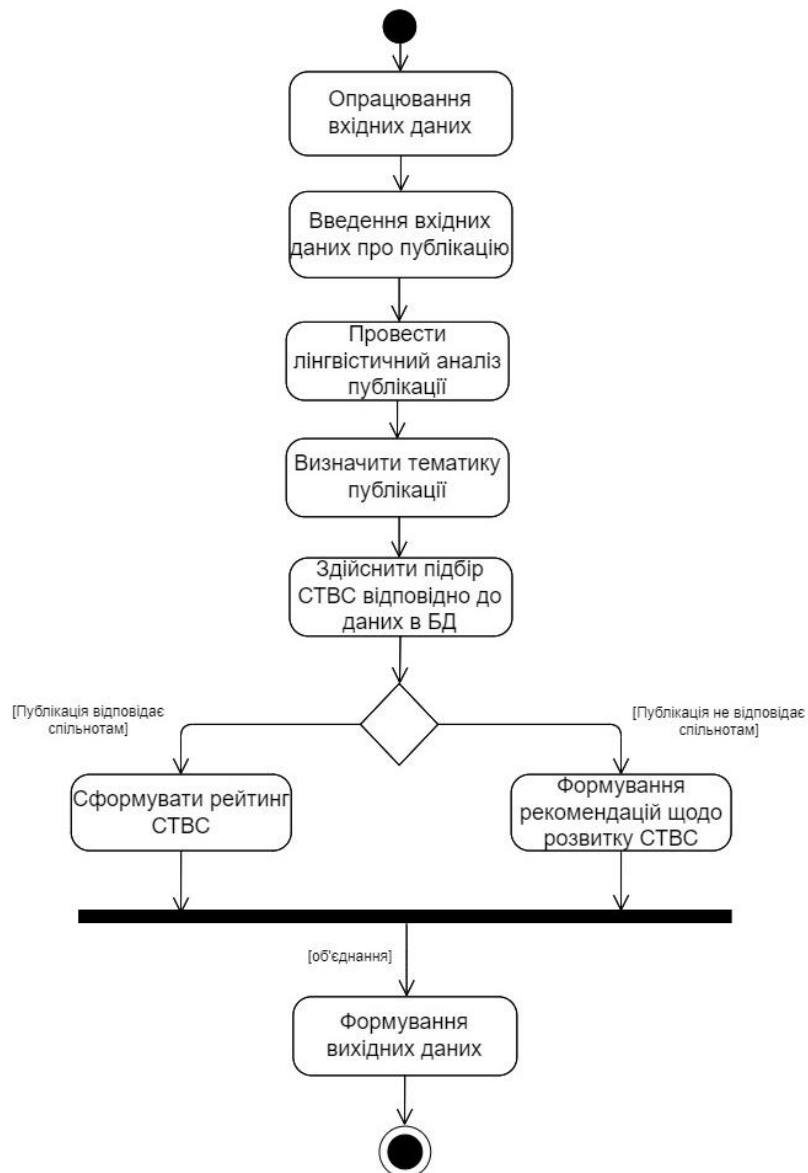 Опрацювання
вхідних даних
Введення вхідних
даних про публікацію
Провести
лінгвістичний аналіз
публікації
Визначити тематику
публікації
Здійснити підбір
СТВС відповідно до
даних в БД
[Публікація відповідає
спільнотам]
[Публікація не відповідає
спільнотам]
Сформувати рейтинг
СТВС
Формування
рекомендацій щодо
розвитку СТВС
[об'єднання]
Формування
вихідних даних